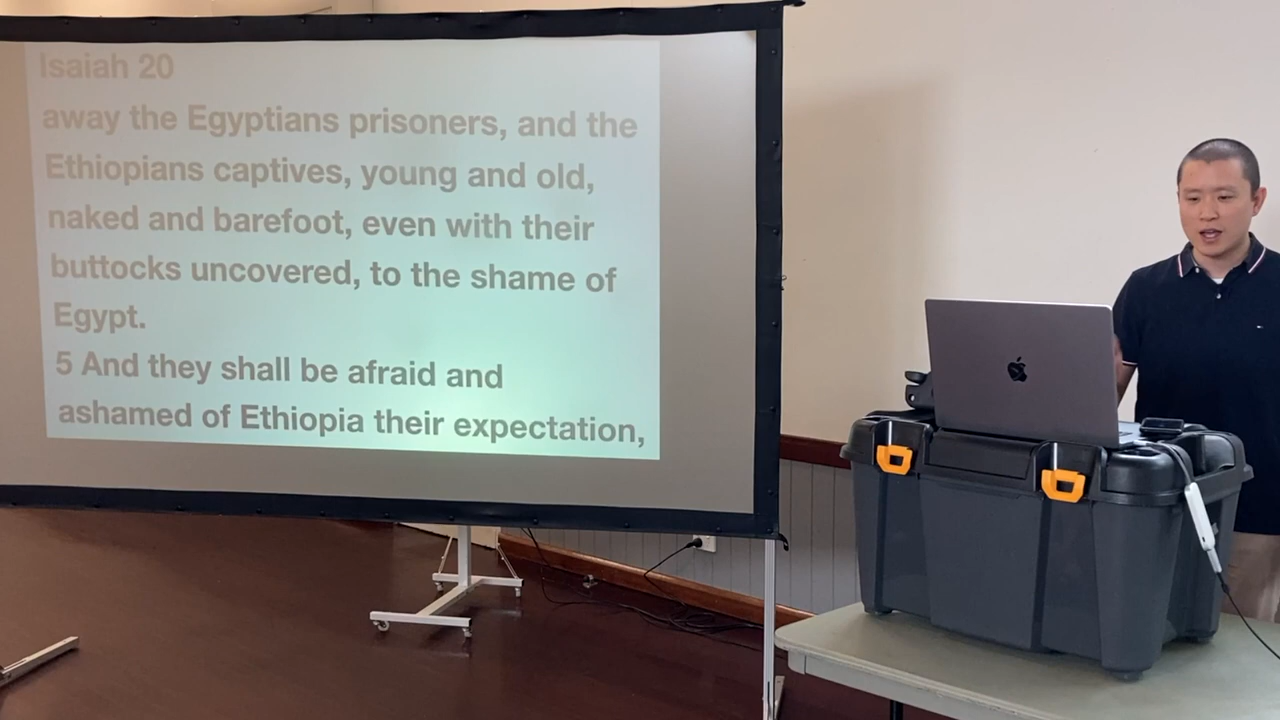 Isaiah 20
away the Egyptians prisoners, and the
Ethiopians captives, young and old,
naked and barefoot, even with their
buttocks uncovered, to the shame of
Egypt.
5 And they shall be afraid and
ashamed of Ethiopia their expectation,